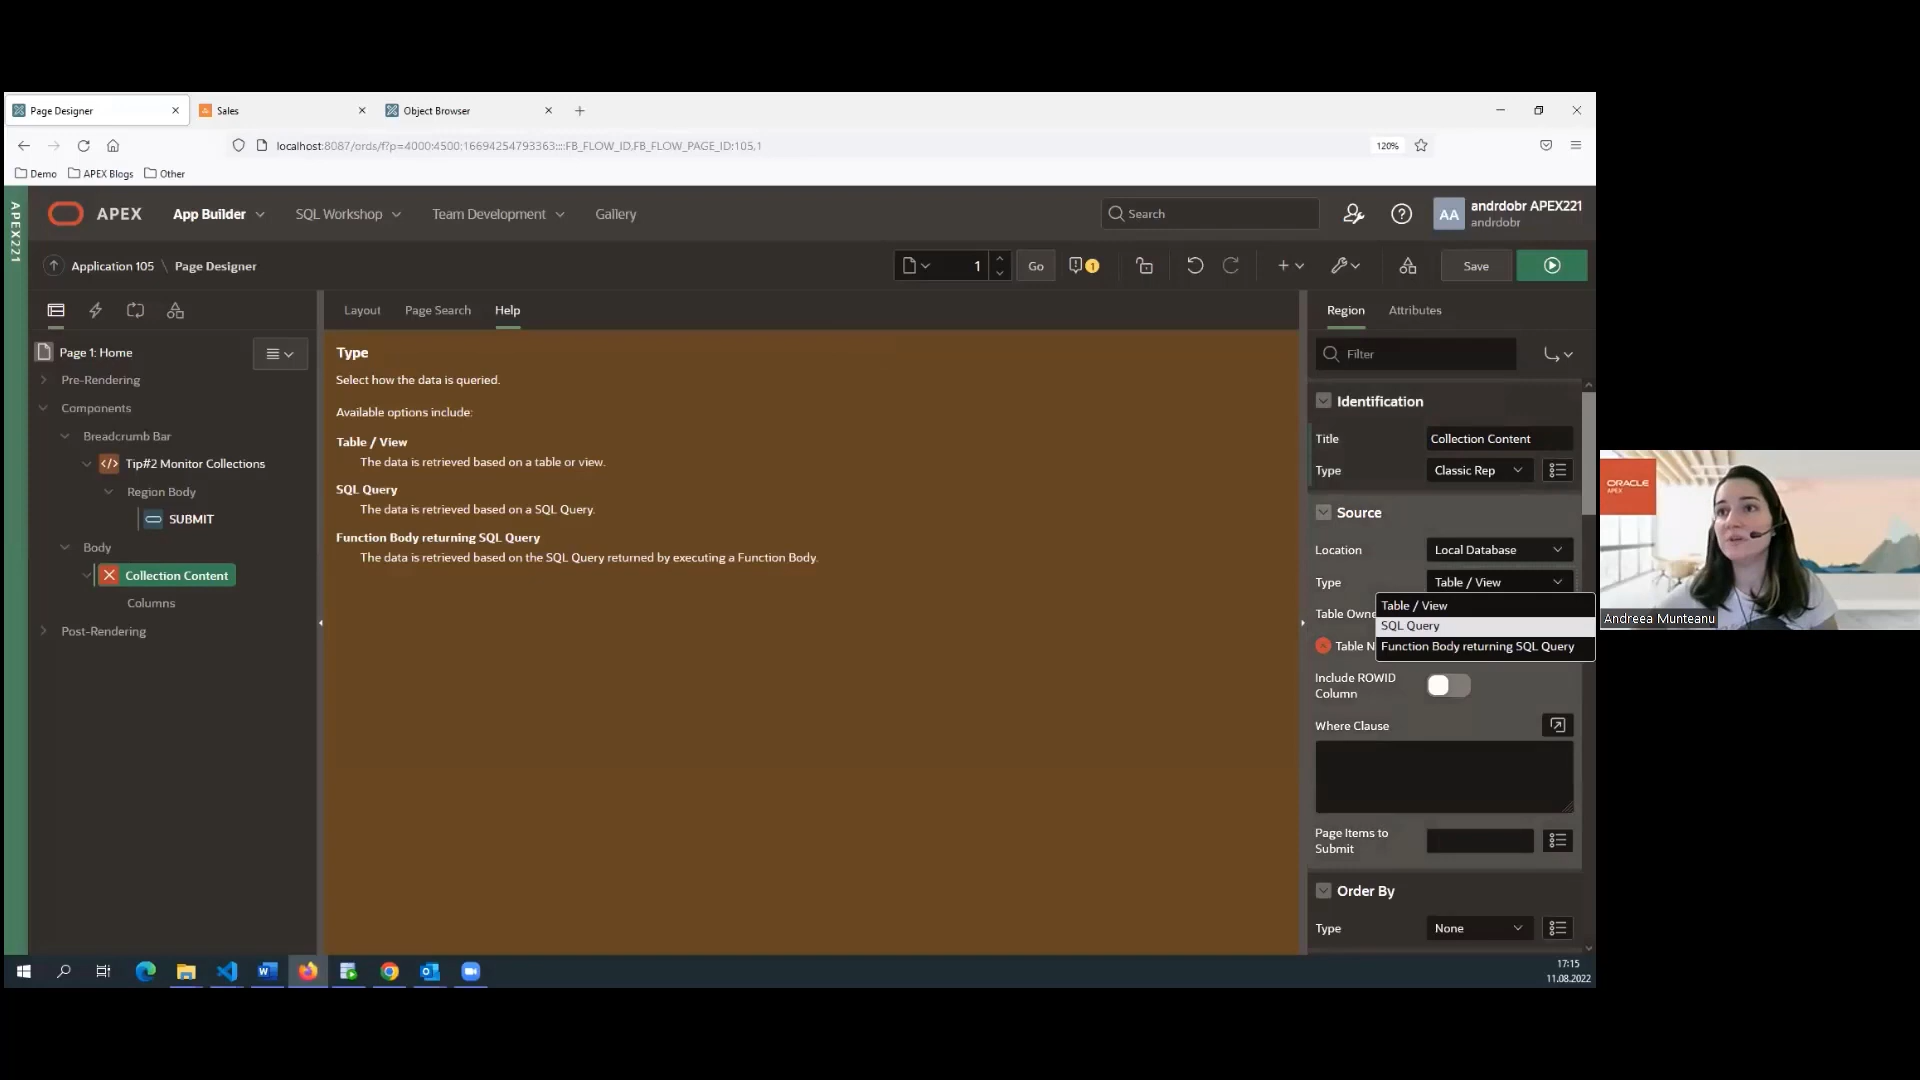 Page Designer
Sales
Object Browser
localhost:8087/ords/f?p=4000:4500:16694254793363::::FB_FLOW_ID,FB_FLOW_PAGE_ID:105,1
120%
Demo
APEX Blogs
Other
APEX221
APEX
App Builder
SQL Workshop
Team Development
Gallery
Search
AA
andrdobr APEX221
andrdobr
Application 105 \ Page Designer
1
Go
1
Save
Layout
Page Search
Help
Region
Attributes
Page 1: Home
Pre-Rendering
Components
Breadcrumb Bar
Tip#2 Monitor Collections
Region Body
SUBMIT
Body
Collection Content
Columns
Post-Rendering
Type
Select how the data is queried.
Available options include:
Table / View
The data is retrieved based on a table or view.
SQL Query
The data is retrieved based on a SQL Query.
Function Body returning SQL Query
The data is retrieved based on the SQL Query returned by executing a Function Body.
Filter
Identification
Title
Collection Content
Type
Classic Rep
Source
Location
Local Database
Type
Table / View
Table Owne
Table / View
SQL Query
Function Body returning SQL Query
Table N
Include ROWID
Column
Where Clause
Page Items to
Submit
Order By
Type
None
17:15
11.08.2022
ORACLE
APEX
Andreea Munteanu